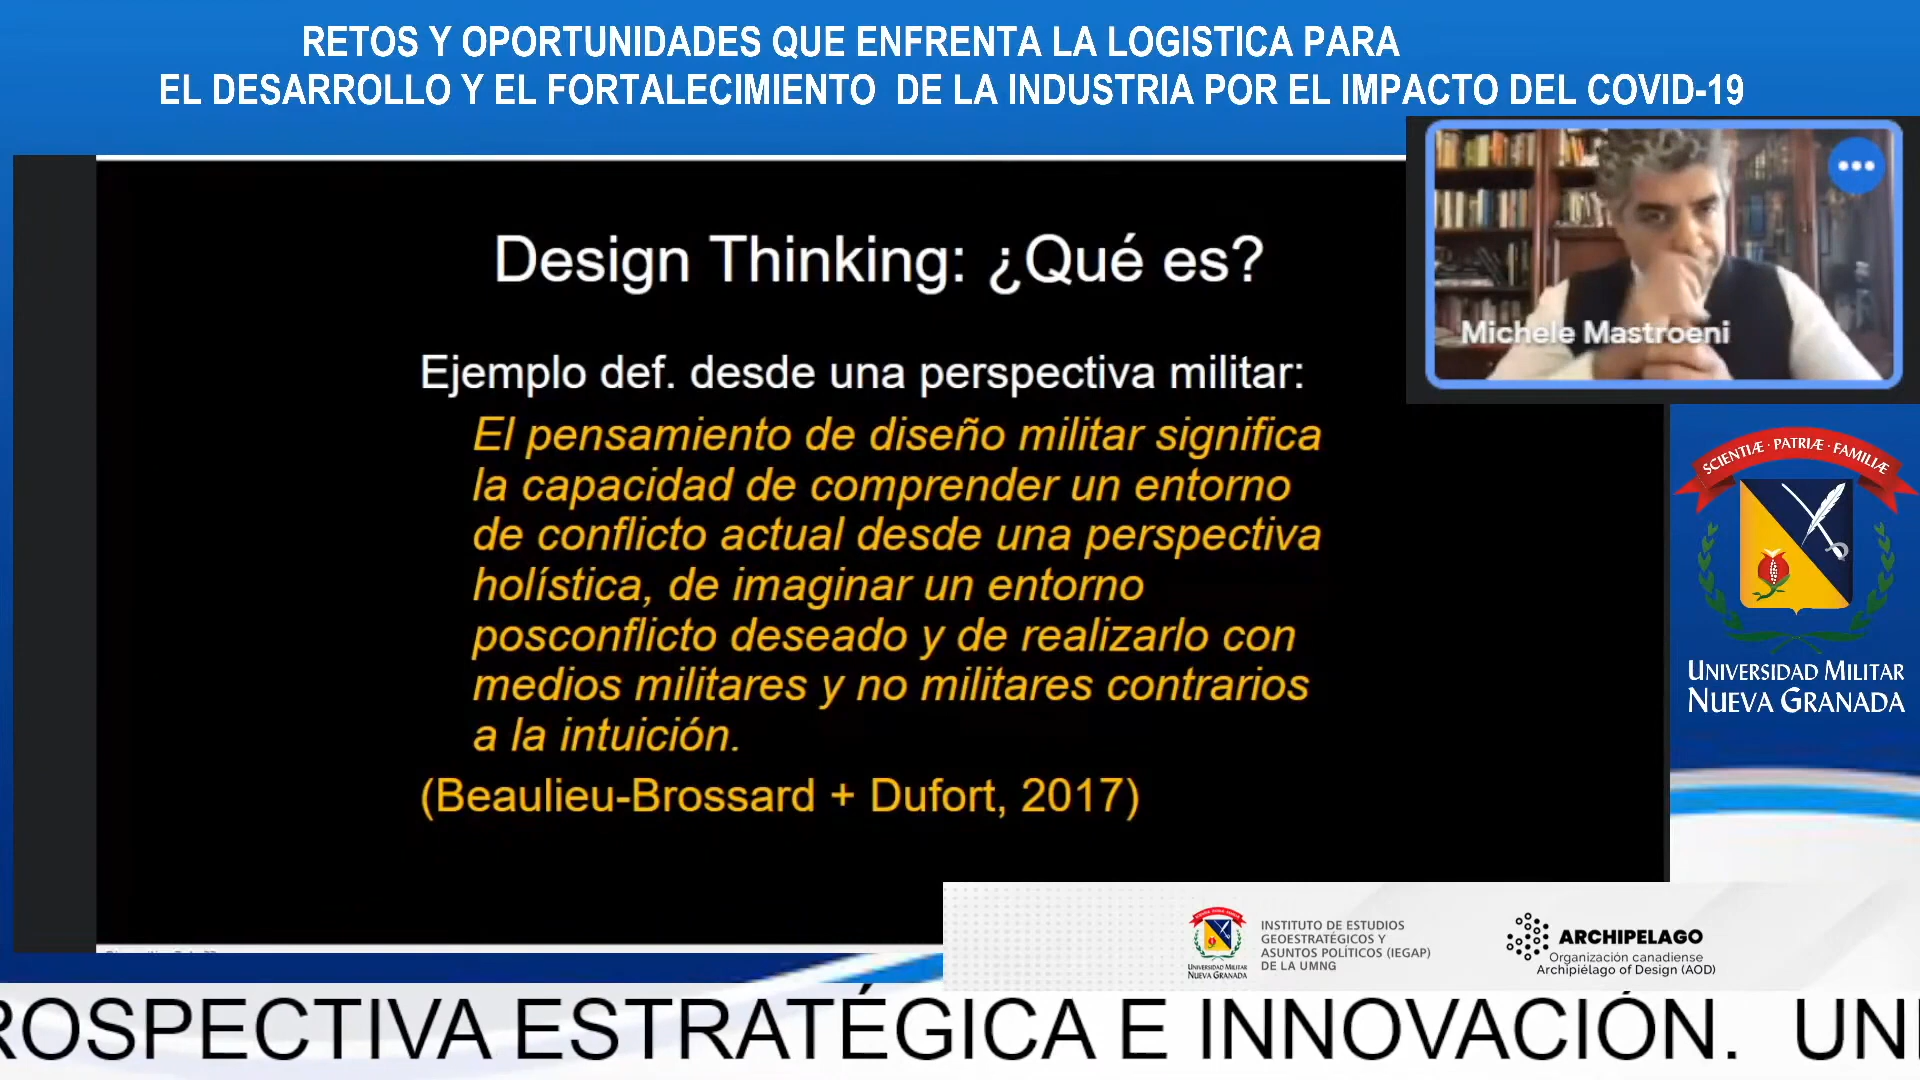 RETOS Y OPORTUNIDADES QUE ENFRENTA LA LOGISTICA PARA
EL DESARROLLO Y EL FORTALECIMIENTO DE LA INDUSTRIA POR EL IMPACTO DEL COVID-19
Michele Mastroeni
Design Thinking: ¿Qué es?
Ejemplo def. desde una perspectiva militar:
El pensamiento de diseño militar significa
la capacidad de comprender un entorno
de conflicto actual desde una perspectiva
holística, de imaginar un entorno
posconflicto deseado y de realizarlo con
medios militares y no militares contrarios
a la intuición.
(Beaulieu-Brossard + Dufort, 2017)
SCIENTIÆ · PATRIÆ · FAMILIÆ
UNIVERSIDAD MILITAR
NUEVA GRANADA
UNIVERSIDAD MILITAR
NUEVA GRANADA
INSTITUTO DE ESTUDIOS
GEOESTRATÉGICOS Y
ASUNTOS POLÍTICOS (IEGAP)
DE LA UMNG
ARCHIPELAGO
Organización canadiense
Archipiélago of Design (AOD)
ROSPECTIVA ESTRATÉGICA E INNOVACIÓN. UNI